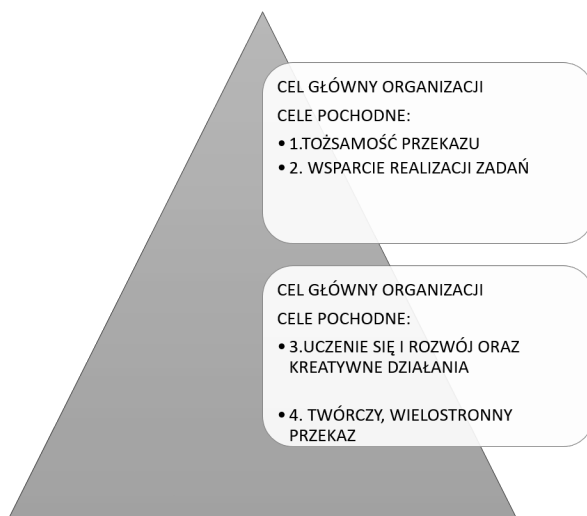 CEL GŁÓWNY ORGANIZACJI
CELE POCHODNE:
• 1.TOŻSAMOŚĆ PRZEKAZU
• 2. WSPARCIE REALIZACJI ZADAŃ
CEL GŁÓWNY ORGANIZACJI
CELE POCHODNE:
• 3.UCZENIE SIĘ I ROZWÓJ ORAZ
KREATYWNE DZIAŁANIA
• 4. TWÓRCZY, WIELOSTRONNY
PRZEKAZ